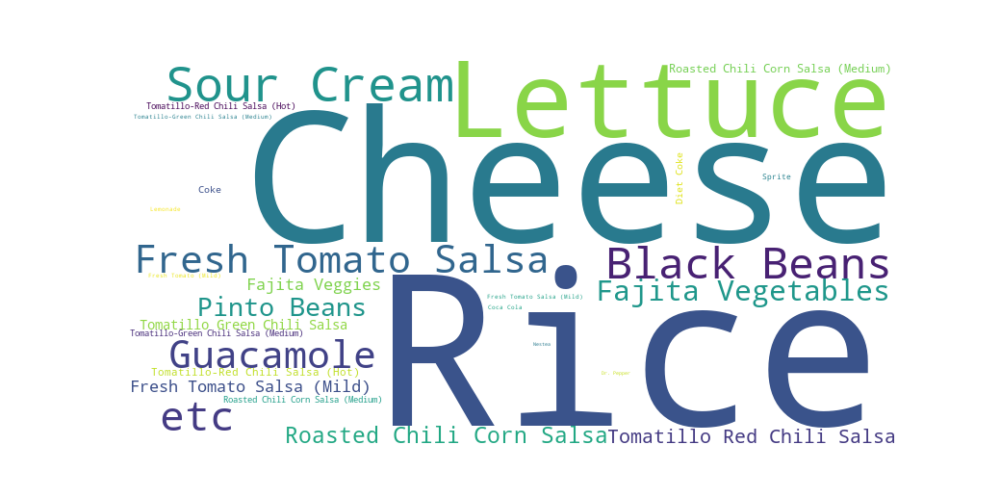 Roasted Chili Corn Salsa (Medium)
Sour Cream
Lettuce
Tomatillo-Red Chili Salsa (Hot)
Tomatillo-Green Chili Salsa (Medium)
Cheese
Diet Coke
Sprite
Coke
Lemonade
Fresh Tomato Salsa
Black Beans
Fresh Tomato (Mild)
Fajita Veggies
Fajita Vegetables
Fresh Tomato Salsa (Mild)
Pinto Beans
Coca Cola
Tomatillo Green Chili Salsa
Tomatillo-Green Chili Salsa (Medium)
Rice
Nestea
Guacamole
Tomatillo-Red Chili Salsa (Hot)
Dr. Pepper
Fresh Tomato Salsa (Mild)
Roasted Chili Corn Salsa (Medium)
etc
Roasted Chili Corn Salsa
Tomatillo Red Chili Salsa